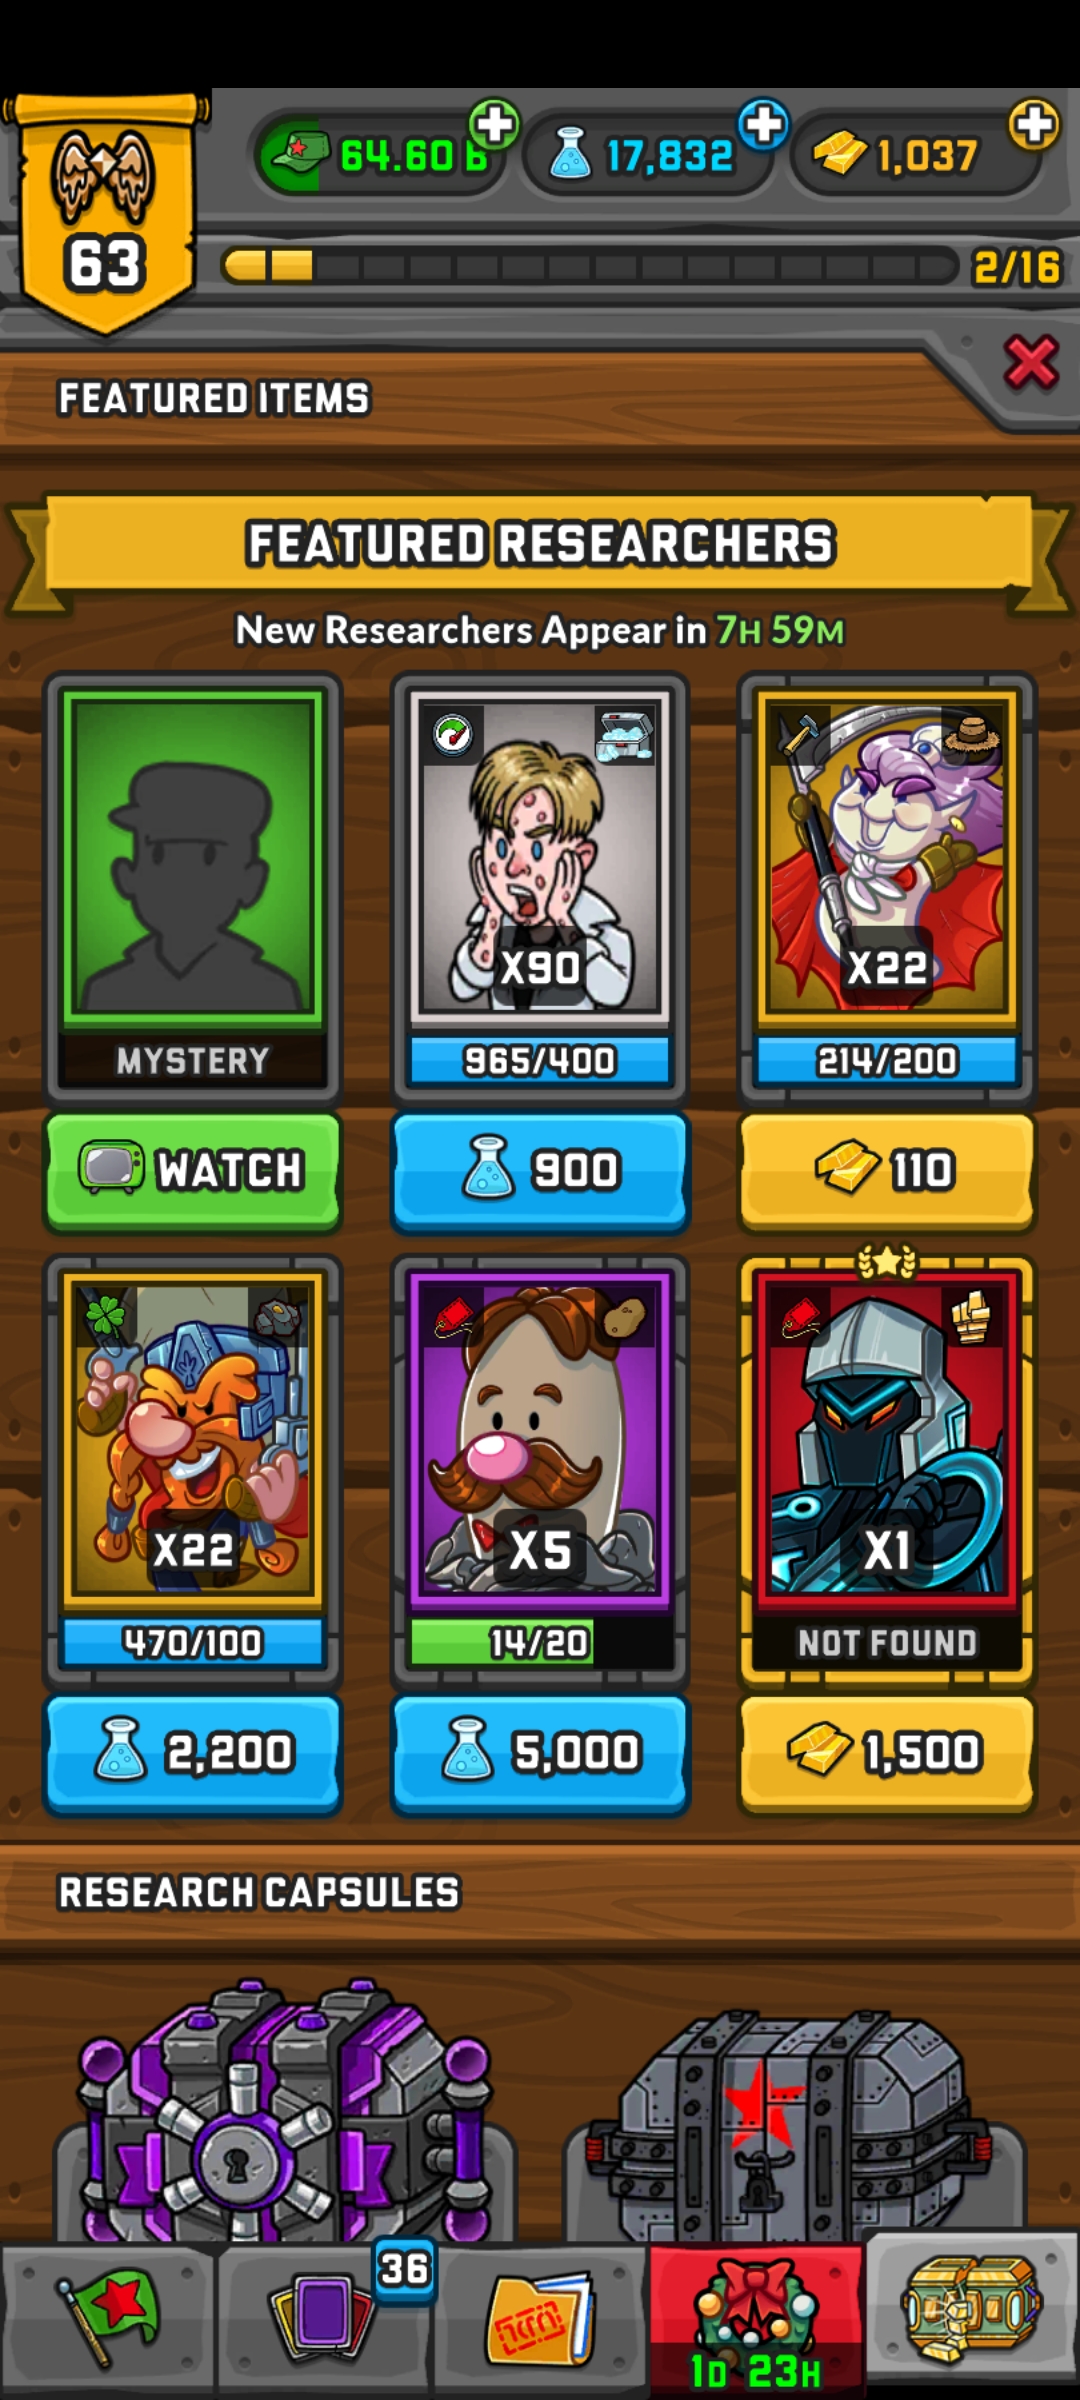 64.60 B
17,832
1,037
63
2/16
FEATURED ITEMS
FEATURED RESEARCHERS
New Researchers Appear in 7H 59M
X90
X22
MYSTERY
965/400
214/200
WATCH
900
110
X22
X5
X1
470/100
14/20
NOT FOUND
2,200
5,000
1,500
RESEARCH CAPSULES
36
1D 23H